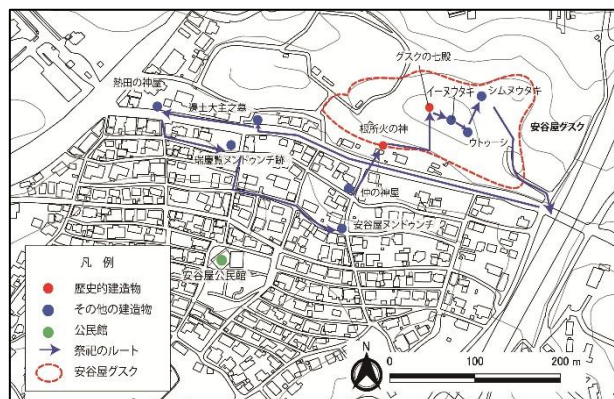 グスクの七殿
イーヌウタキ
シムヌウタキ
熱田の神屋
邊土大主之墓
根所火の神
ウトゥーシ
安谷屋グスク
瑞慶覧ヌンドゥンチ跡
仲の神屋
安谷屋ヌンドゥンチ
安谷屋公民館
凡 例
歴史的建造物
その他の建造物
公民館
祭祀のルート
安谷屋グスク
N
0 100 200 m